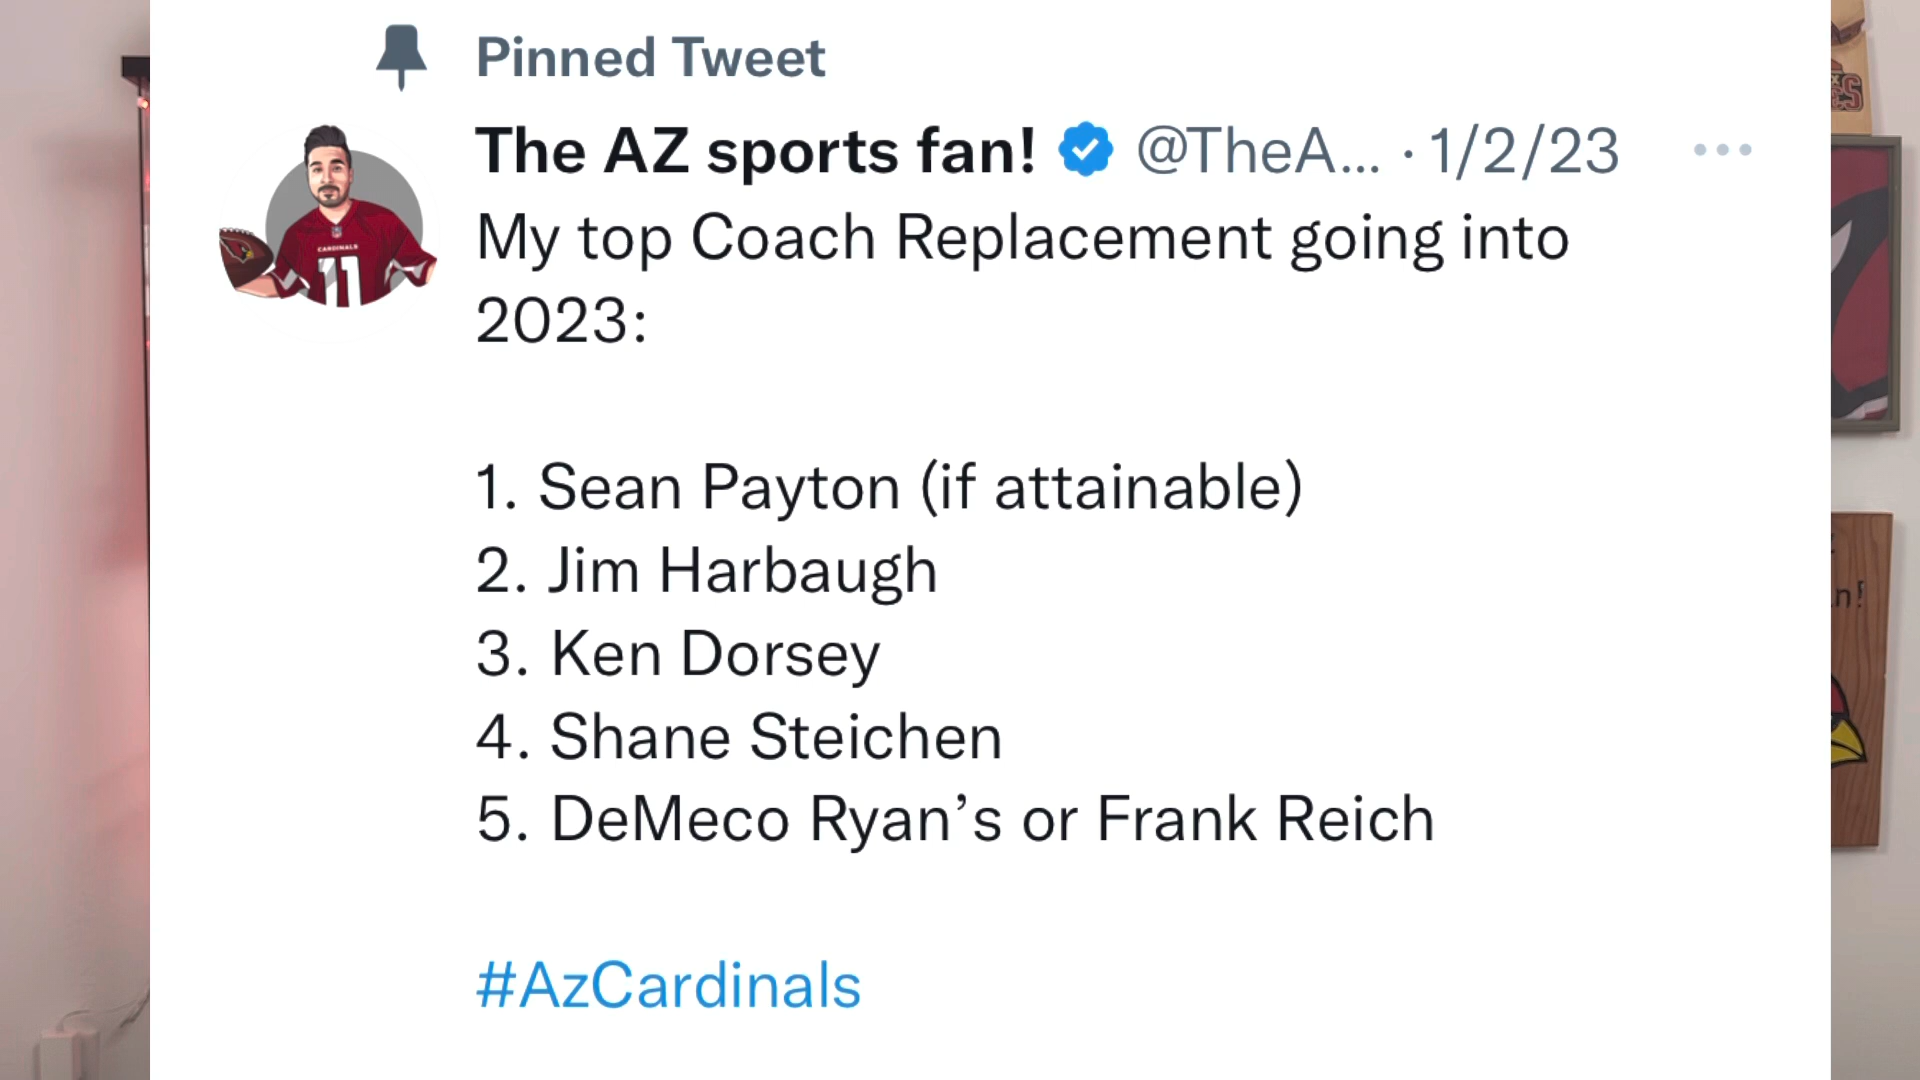 Pinned Tweet
The AZ sports fan! @TheA... · 1/2/23
My top Coach Replacement going into
2023:
1. Sean Payton (if attainable)
2. Jim Harbaugh
3. Ken Dorsey
4. Shane Steichen
5. DeMeco Ryan’s or Frank Reich
#AzCardinals
CARDINALS
11
n!